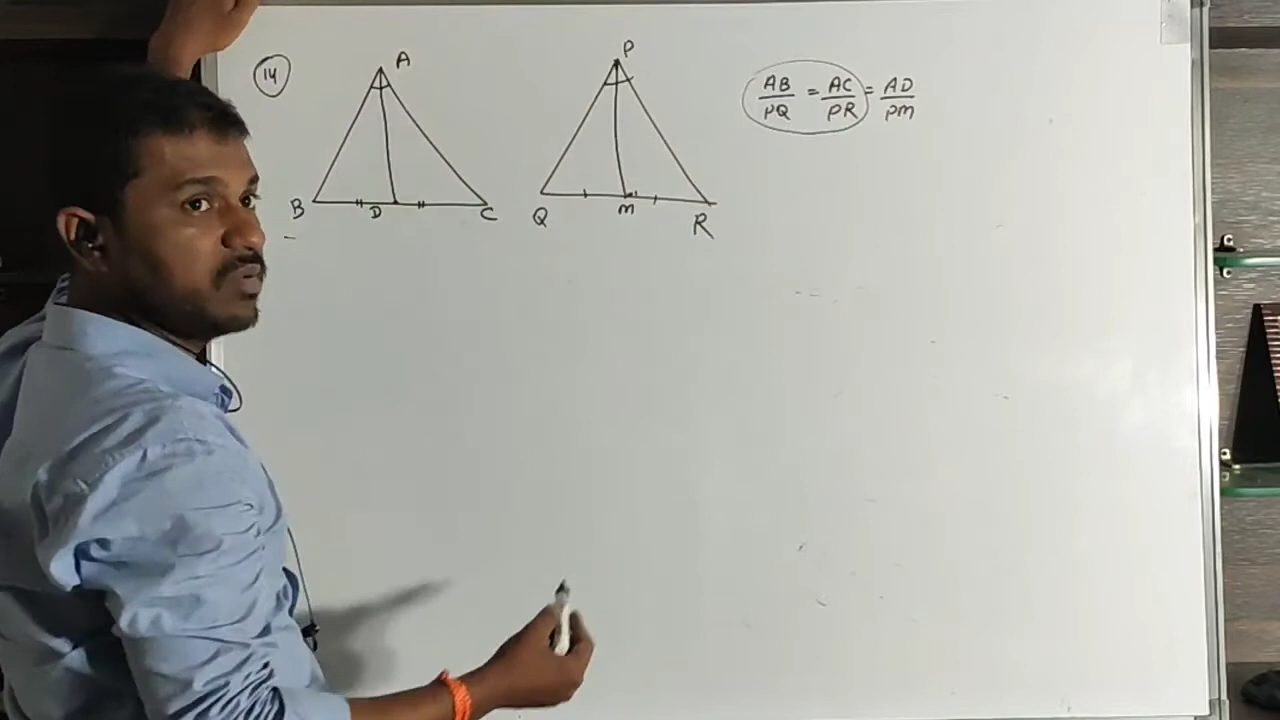 14
A
P
AB/PQ = AC/PR = AD/PM
B D C
Q M R